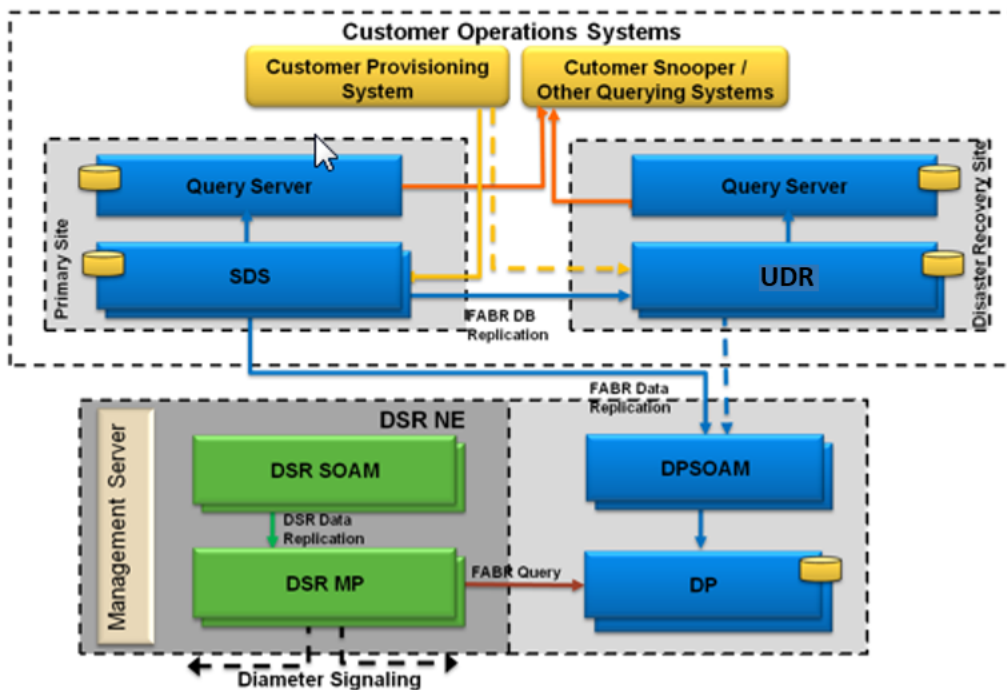 Customer Operations Systems
Customer Provisioning
System
Cutomer Snooper /
Other Querying Systems
Primary Site
Query Server
SDS
Query Server
UDR
Disaster Recovery Site
FABR DB
Replication
FABR Data
Replication
Management Server
DSR NE
DSR SOAM
DSR Data
Replication
DSR MP
FABR Query
DPSOAM
DP
Diameter Signaling